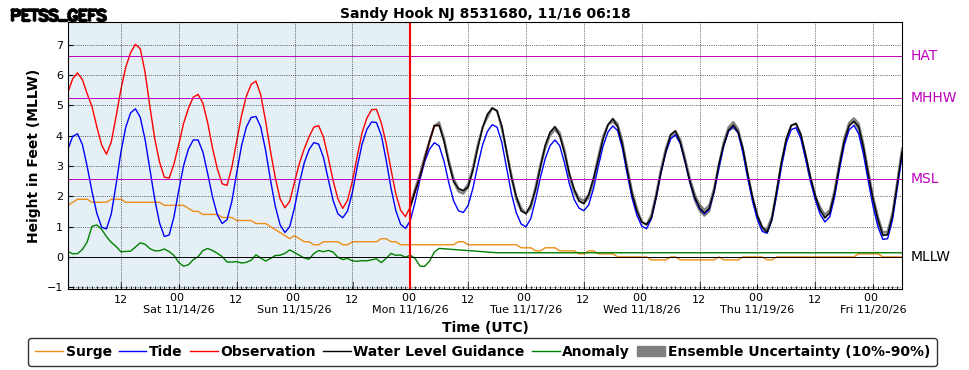 PETSS_GEFS
Sandy Hook NJ 8531680, 11/16 06:18
Height in Feet (MLLW)
7
6
5
4
3
2
1
0
−1
HAT
MHHW
MSL
MLLW
12 00 12 00 12 00 12 00 12 00 12 00 12 00
Sat 11/14/26 Sun 11/15/26 Mon 11/16/26 Tue 11/17/26 Wed 11/18/26 Thu 11/19/26 Fri 11/20/26
Time (UTC)
Surge Tide Observation Water Level Guidance Anomaly Ensemble Uncertainty (10%-90%)